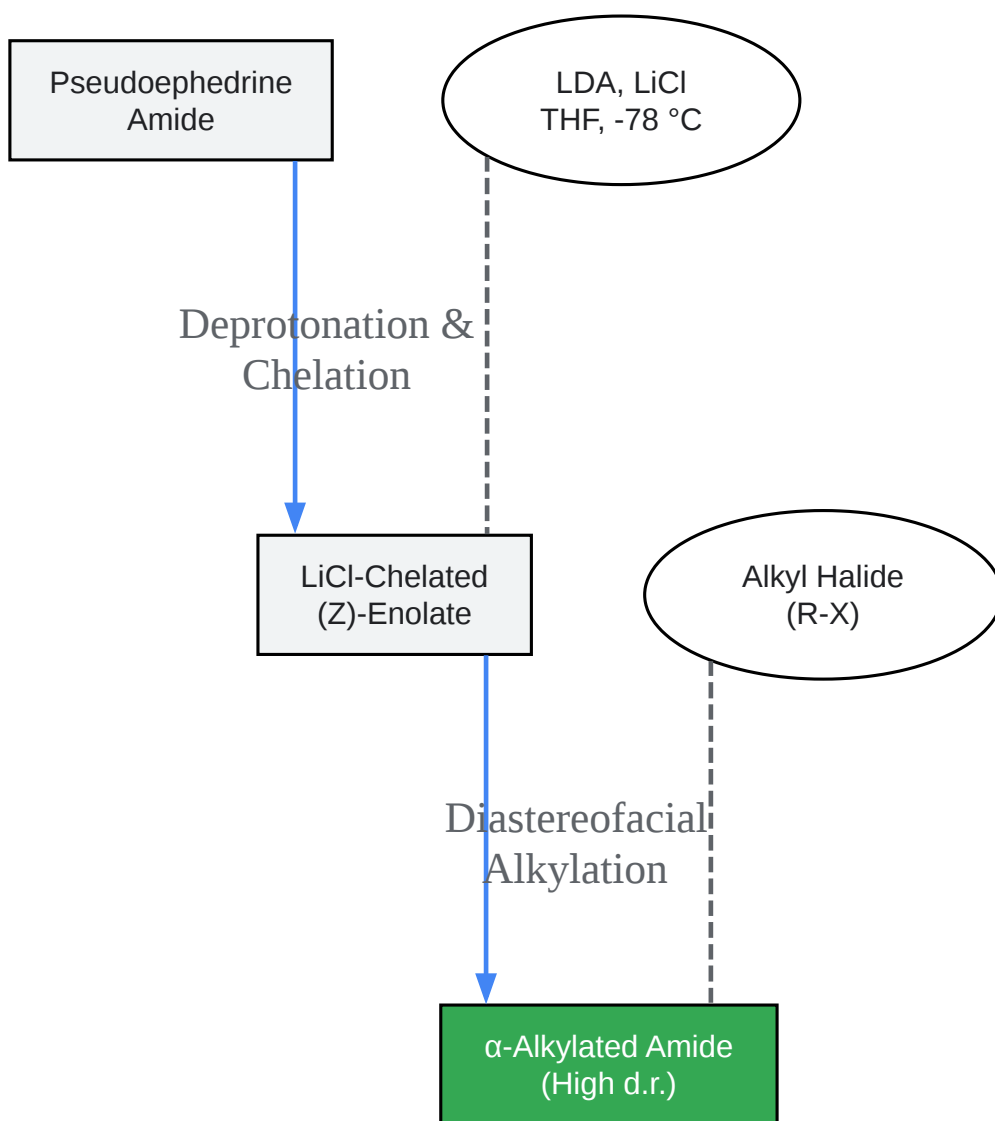 Pseudoephedrine
Amide
LDA, LiCl
THF, -78 °C
Deprotonation &
Chelation
LiCl-Chelated
(Z)-Enolate
Alkyl Halide
(R-X)
Diastereofacial
Alkylation
α-Alkylated Amide
(High d.r.)